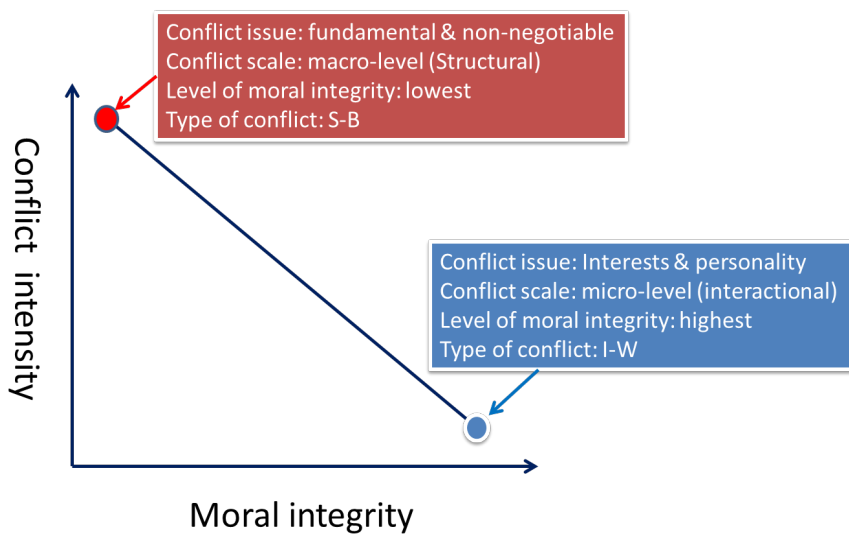 Conflict issue: fundamental & non-negotiable
Conflict scale: macro-level (Structural)
Level of moral integrity: lowest
Type of conflict: S-B
Conflict intensity
Conflict issue: Interests & personality
Conflict scale: micro-level (interactional)
Level of moral integrity: highest
Type of conflict: I-W
Moral integrity